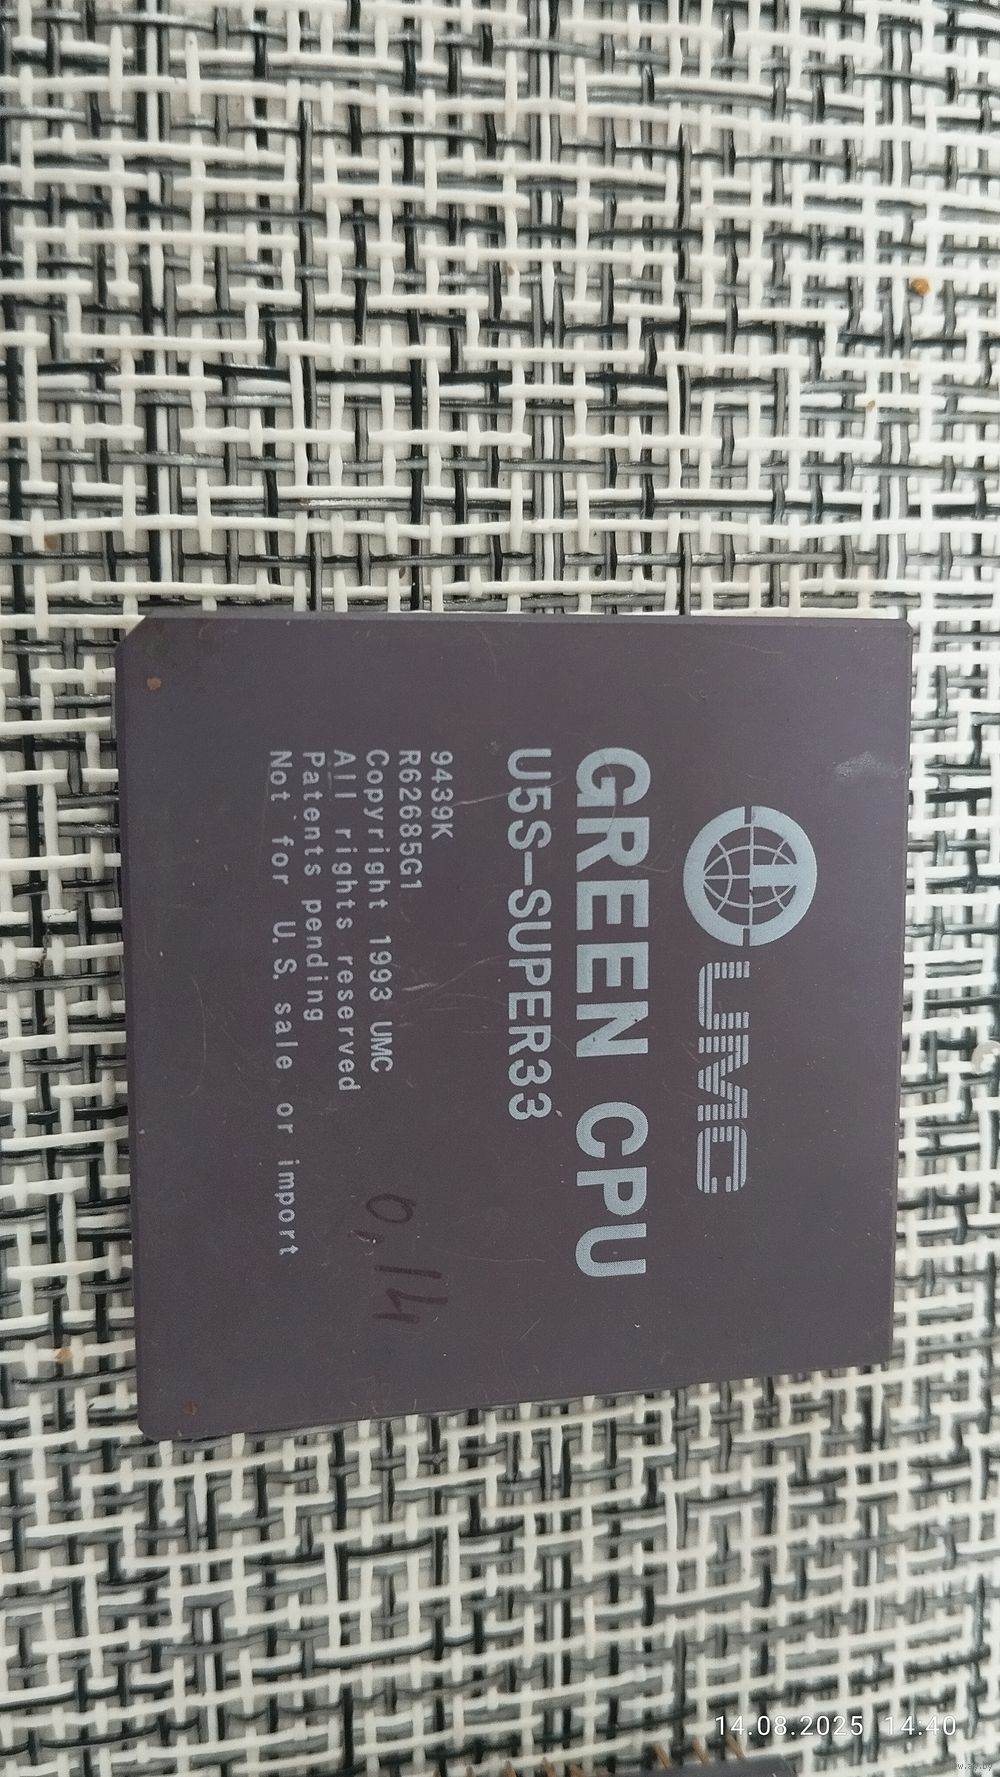 UMC
GREEN CPU
U5S-SUPER33
9439K
R62685G1
Copyright 1993 UMC
All rights reserved
Patents pending
Not for U.S. sale or import
0,14
14.08.2025 14:40